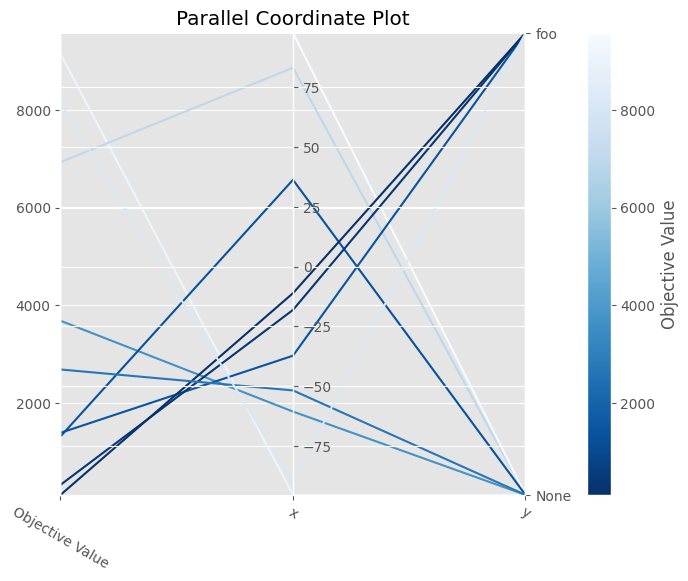 Parallel Coordinate Plot
8000
6000
4000
2000
75
50
25
0
−25
−50
−75
foo
None
8000
6000
4000
2000
Objective Value
Objective Value
x
y